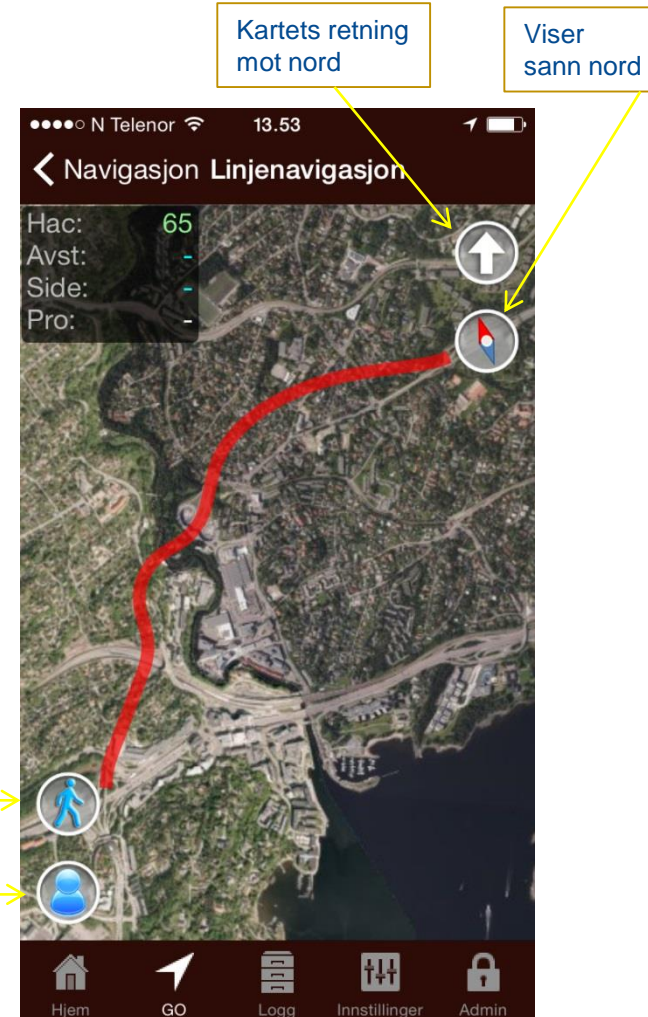 Kartets retning
mot nord
Viser
sann nord
N Telenor 13.53
Navigasjon Linjenavigasjon
Hac: 65
Avst: -
Side: -
Pro: -
Hjem GO Logg Innstillinger Admin